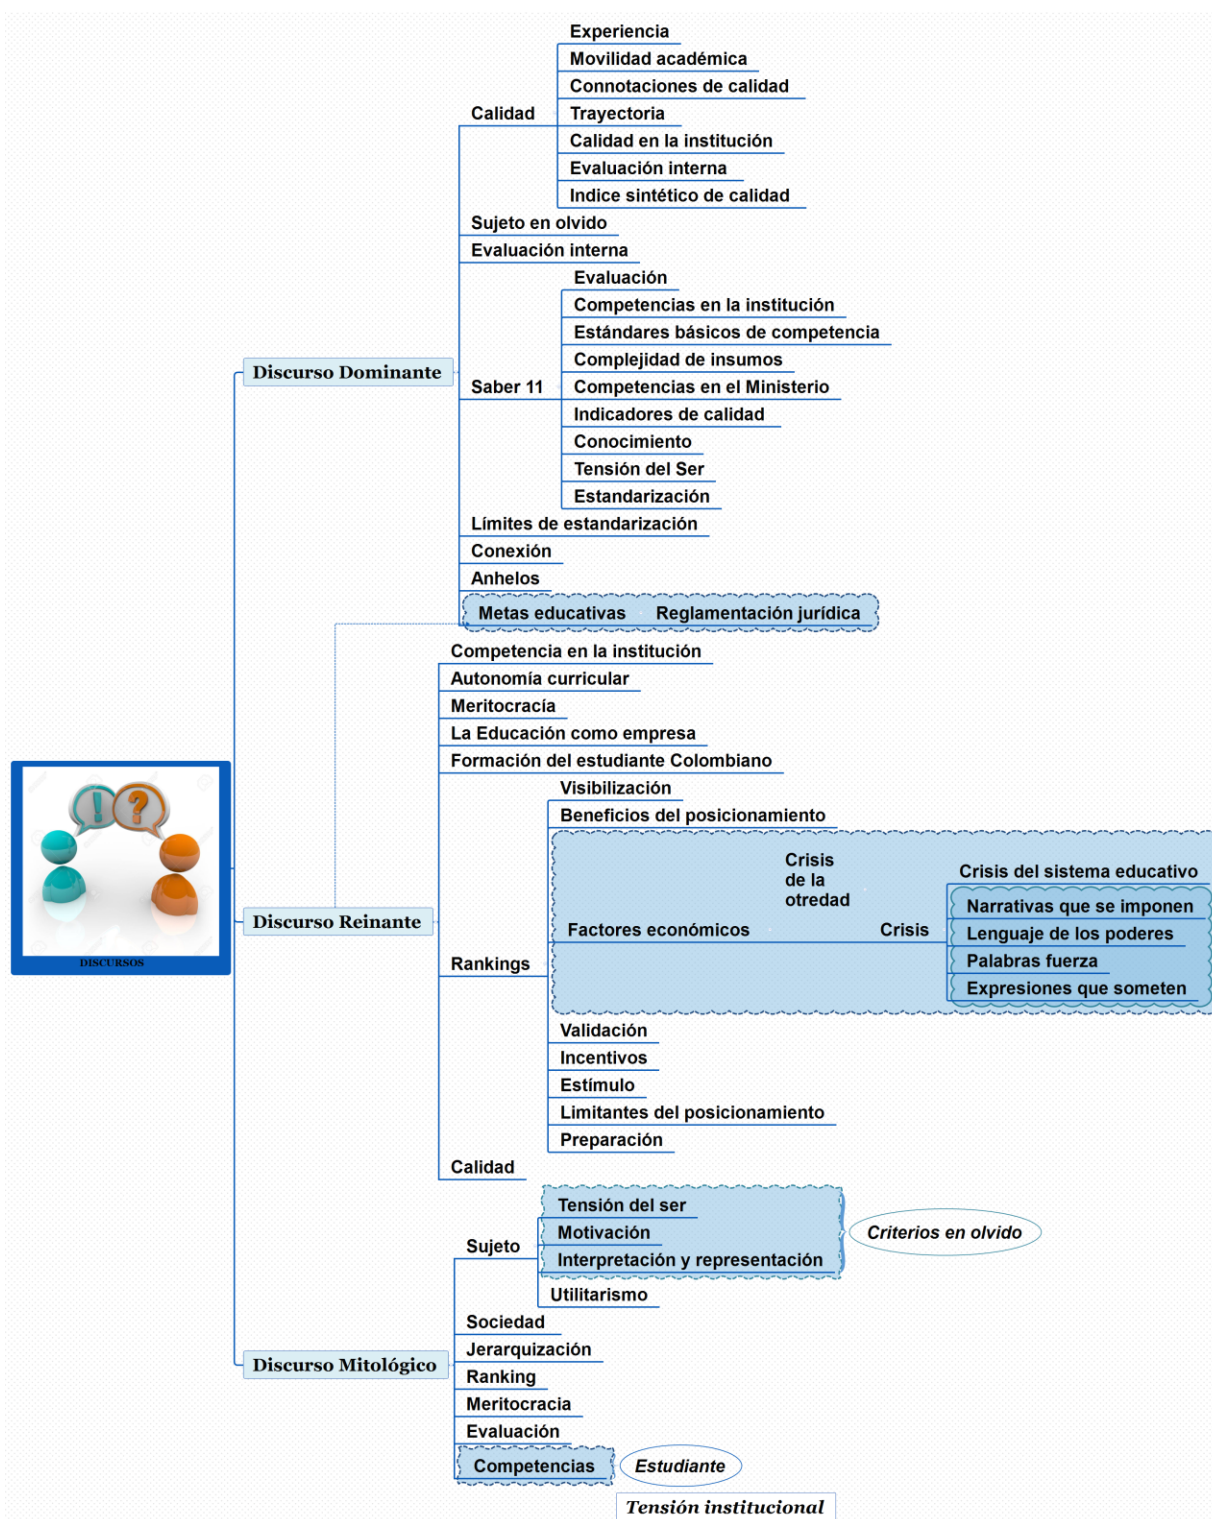 Experiencia
Movilidad académica
Connotaciones de calidad
Calidad
Trayectoria
Calidad en la institución
Evaluación interna
Indice sintético de calidad
Sujeto en olvido
Evaluación interna
Evaluación
Competencias en la institución
Estándares básicos de competencia
Complejidad de insumos
Discurso Dominante
Saber 11
Competencias en el Ministerio
Indicadores de calidad
Conocimiento
Tensión del Ser
Estandarización
Límites de estandarización
Conexión
Anhelos
Metas educativas
Reglamentación jurídica
Competencia en la institución
Autonomía curricular
Meritocracía
La Educación como empresa
Formación del estudiante Colombiano
Visibilización
Beneficios del posicionamiento
Crisis
de la
otredad
Crisis del sistema educativo
Narrativas que se imponen
Discurso Reinante
Factores económicos
Crisis
Lenguaje de los poderes
DISCURSOS
Rankings
Palabras fuerza
Expresiones que someten
Validación
Incentivos
Estímulo
Limitantes del posicionamiento
Preparación
Calidad
Tensión del ser
Motivación
Criterios en olvido
Sujeto
Interpretación y representación
Utilitarismo
Sociedad
Jerarquización
Discurso Mitológico
Ranking
Meritocracia
Evaluación
Competencias
Estudiante
Tensión institucional